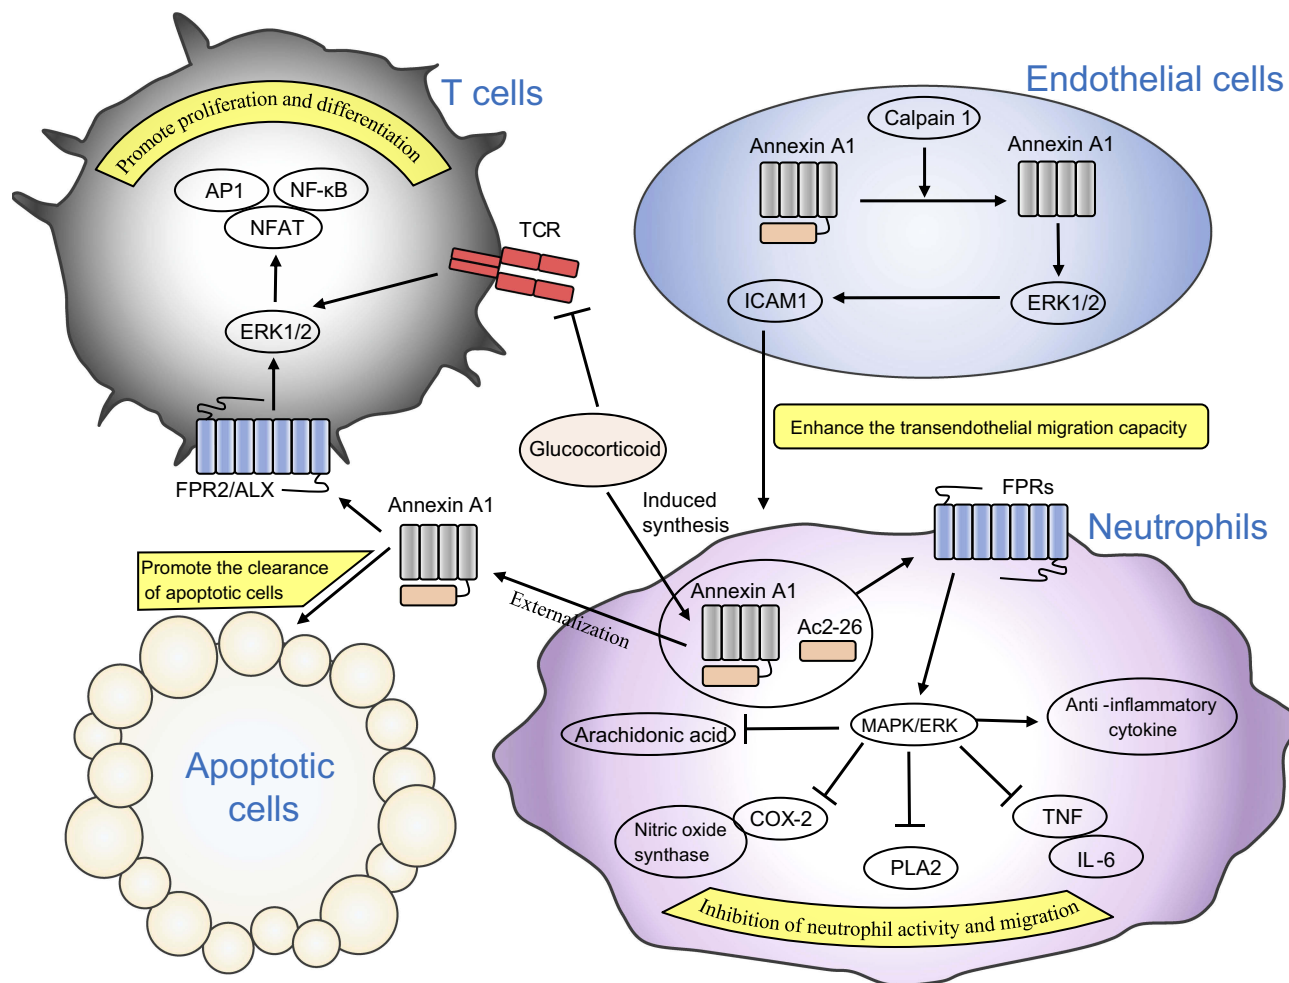 T cells
Promote proliferation and differentiation
AP1
NF-κB
NFAT
TCR
ERK1/2
FPR2/ALX
Endothelial cells
Calpain 1
Annexin A1
Annexin A1
ICAM1
ERK1/2
Enhance the transendothelial migration capacity
Glucocorticoid
Induced
synthesis
Annexin A1
Promote the clearance
of apoptotic cells
Externalization
Apoptotic
cells
FPRs
Neutrophils
Annexin A1
Ac2-26
Arachidonic acid
MAPK/ERK
Anti -inflammatory
cytokine
Nitric oxide
synthase
COX-2
PLA2
TNF
IL-6
Inhibition of neutrophil activity and migration